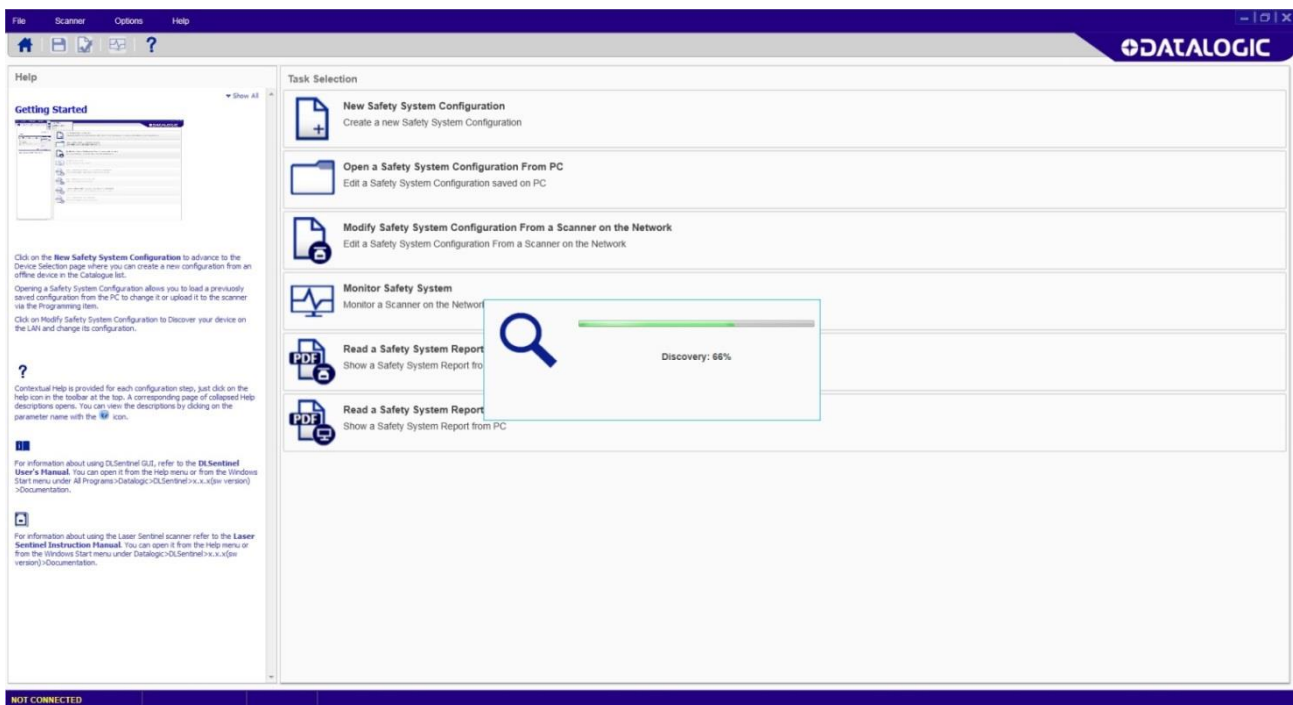 File Scanner Options Help
DATALOGIC
Help
Show All
Getting Started
Click on the New Safety System Configuration to advance to the
Device Selection page where you can create a new configuration from an
offline device in the Catalogue list.
Opening a Safety System Configuration allows you to load a previuosly
saved configuration from the PC to change it or upload it to the scanner
via the Programming item.
Click on Modify Safety System Configuration to Discover your device on
the LAN and change its configuration.
?
Contextual Help is provided for each configuration step, just click on the
help icon in the toolbar at the top. A corresponding page of collapsed Help
descriptions opens. You can view the descriptions by clicking on the
parameter name with the icon.
For information about using DLSentinel GUI, refer to the DLSentinel
User's Manual. You can open it from the Help menu or from the Windows
Start menu under All Programs>Datalogic>DLSentinel>x.x.x(sw version)
>Documentation.
For information about using the Laser Sentinel scanner refer to the Laser
Sentinel Instruction Manual. You can open it from the Help menu or
from the Windows Start menu under Datalogic>DLSentinel>x.x.x(sw
version)>Documentation.
Task Selection
New Safety System Configuration
Create a new Safety System Configuration
Open a Safety System Configuration From PC
Edit a Safety System Configuration saved on PC
Modify Safety System Configuration From a Scanner on the Network
Edit a Safety System Configuration From a Scanner on the Network
Monitor Safety System
Monitor a Scanner on the Network
PDF
Read a Safety System Report
Show a Safety System Report fro
PDF
Read a Safety System Report
Show a Safety System Report from PC
Discovery: 66%
NOT CONNECTED